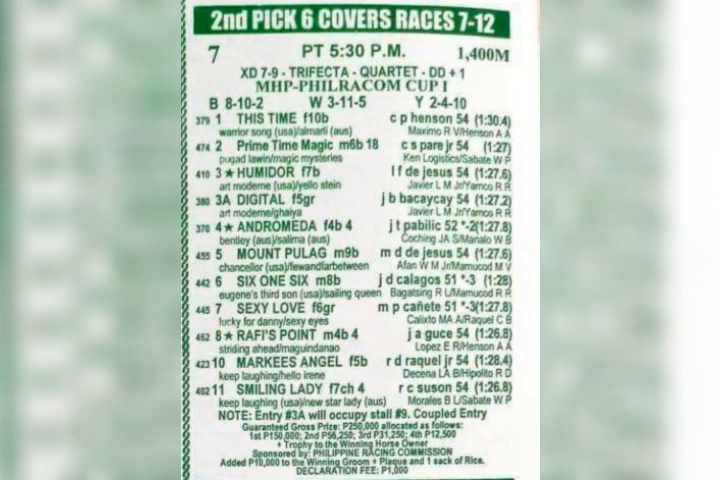 2nd PICK 6 COVERS RACES 7-12
7 PT 5:30 P.M. 1,400M
XD 7-9 - TRIFECTA - QUARTET - DD + 1
MHP-PHILRACOM CUP I
B 8-10-2 W 3-11-5 Y 2-4-10
379 1 THIS TIME f10b c p henson 54 (1:30.4)
warrior song (usa)/almarli (aus) Maximo R V/Henson A A
474 2 Prime Time Magic m6b 18 c s pare jr 54 (1:27)
pugad lawin/magic mysteries Ken Logistics/Sabate W P
410 3 ★ HUMIDOR f7b l f de jesus 54 (1:27.6)
art moderne (usa)/yello stein Javier L M Jr/Yamco R R
380 3A DIGITAL f5gr j b bacaycay 54 (1:27.2)
art moderne/ghaiya Javier L M Jr/Yamco R R
370 4 ★ ANDROMEDA f4b 4 j t pabilic 52 *-2(1:27.8)
bentley (aus)/salima (aus) Coching JA S/Manalo W B
455 5 MOUNT PULAG m9b m d de jesus 54 (1:27.6)
chancellor (usa)/fewandfarbetween Afan W M Jr/Mamucod M V
442 6 SIX ONE SIX m8b j d calagos 51 *-3 (1:28)
eugene's third son (usa)/sailing queen Bagatsing R L/Mamucod R R
445 7 SEXY LOVE f6gr m p cañete 51 *-3(1:27.8)
lucky for danny/sexy eyes Calixto MA A/Raquel C B
452 8 ★ RAFI'S POINT m4b 4 j a guce 54 (1:26.8)
striding ahead/maguindanao Lopez E R/Henson A A
423 10 MARKEES ANGEL f5b r d raquel jr 54 (1:28.4)
keep laughing/hello irene Decena LA B/Hipolito R D
402 11 SMILING LADY f7ch 4 r c suson 54 (1:26.8)
keep laughing (usa)/new star lady (aus) Morales B L/Sabate W P
NOTE: Entry #3A will occupy stall #9. Coupled Entry
Guaranteed Gross Prize: ₱250,000 allocated as follows:
1st ₱150,000; 2nd ₱56,250; 3rd ₱31,250; 4th ₱12,500
+ Trophy to the Winning Horse Owner
Sponsored by: PHILIPPINE RACING COMMISSION
Added ₱10,000 to the Winning Groom + Plaque and 1 sack of Rice.
DECLARATION FEE: ₱1,000